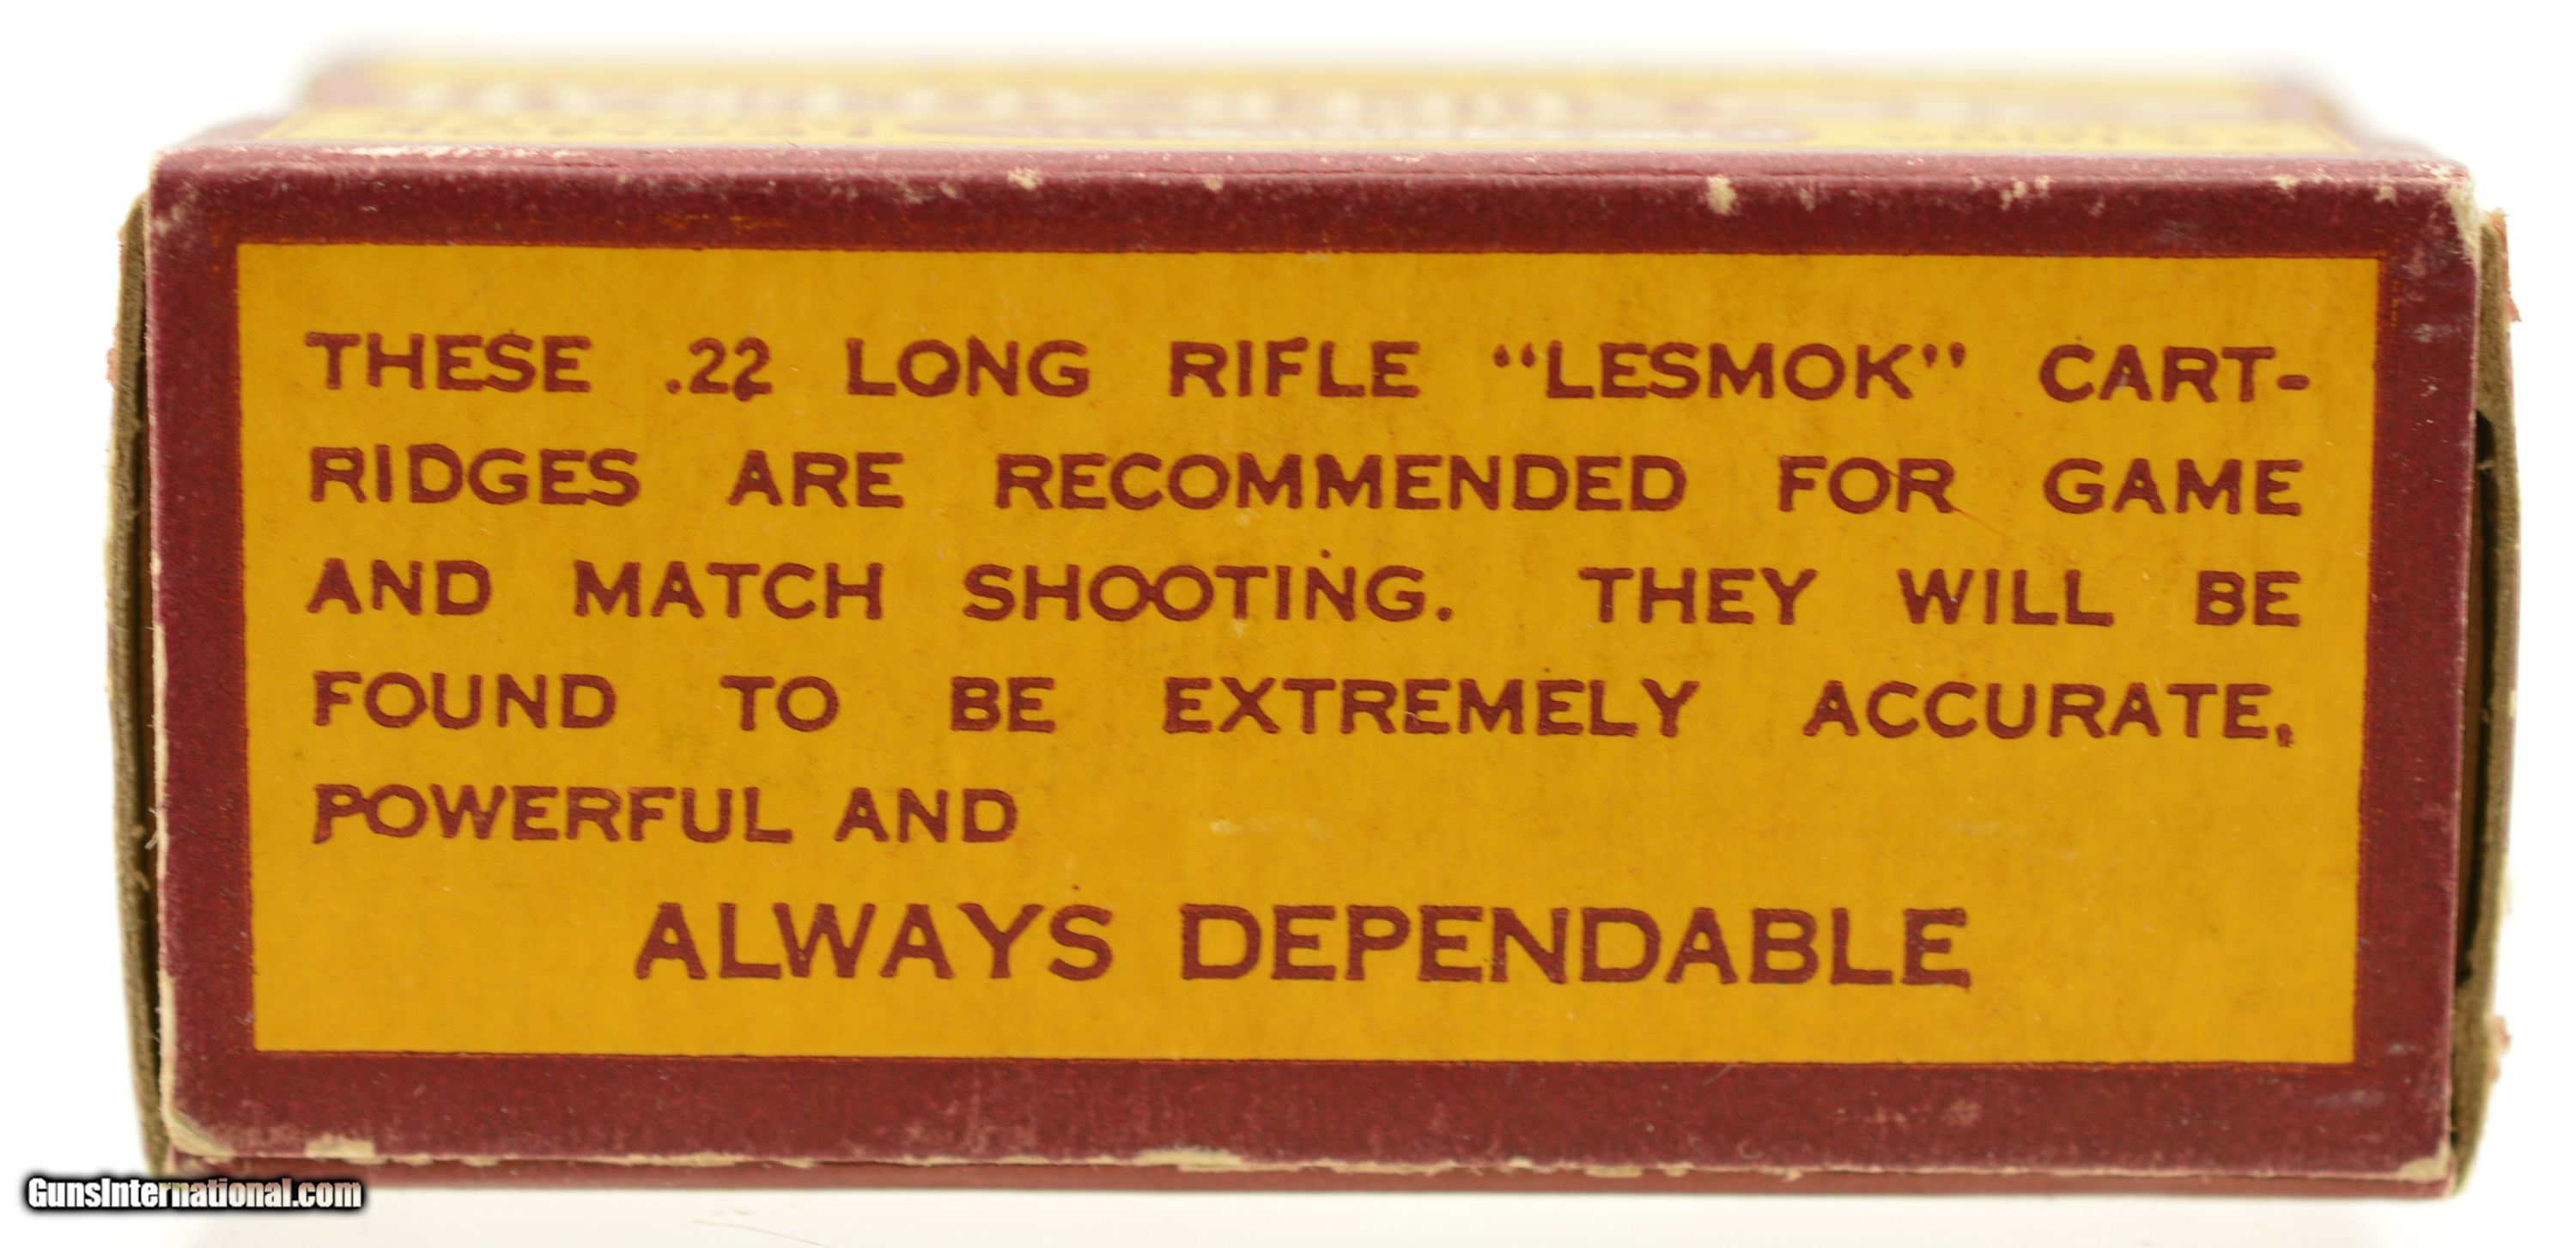 THESE .22 LONG RIFLE “LESMOK” CART-
RIDGES ARE RECOMMENDED FOR GAME
AND MATCH SHOOTING. THEY WILL BE
FOUND TO BE EXTREMELY ACCURATE,
POWERFUL AND
ALWAYS DEPENDABLE
GunsInternational.com